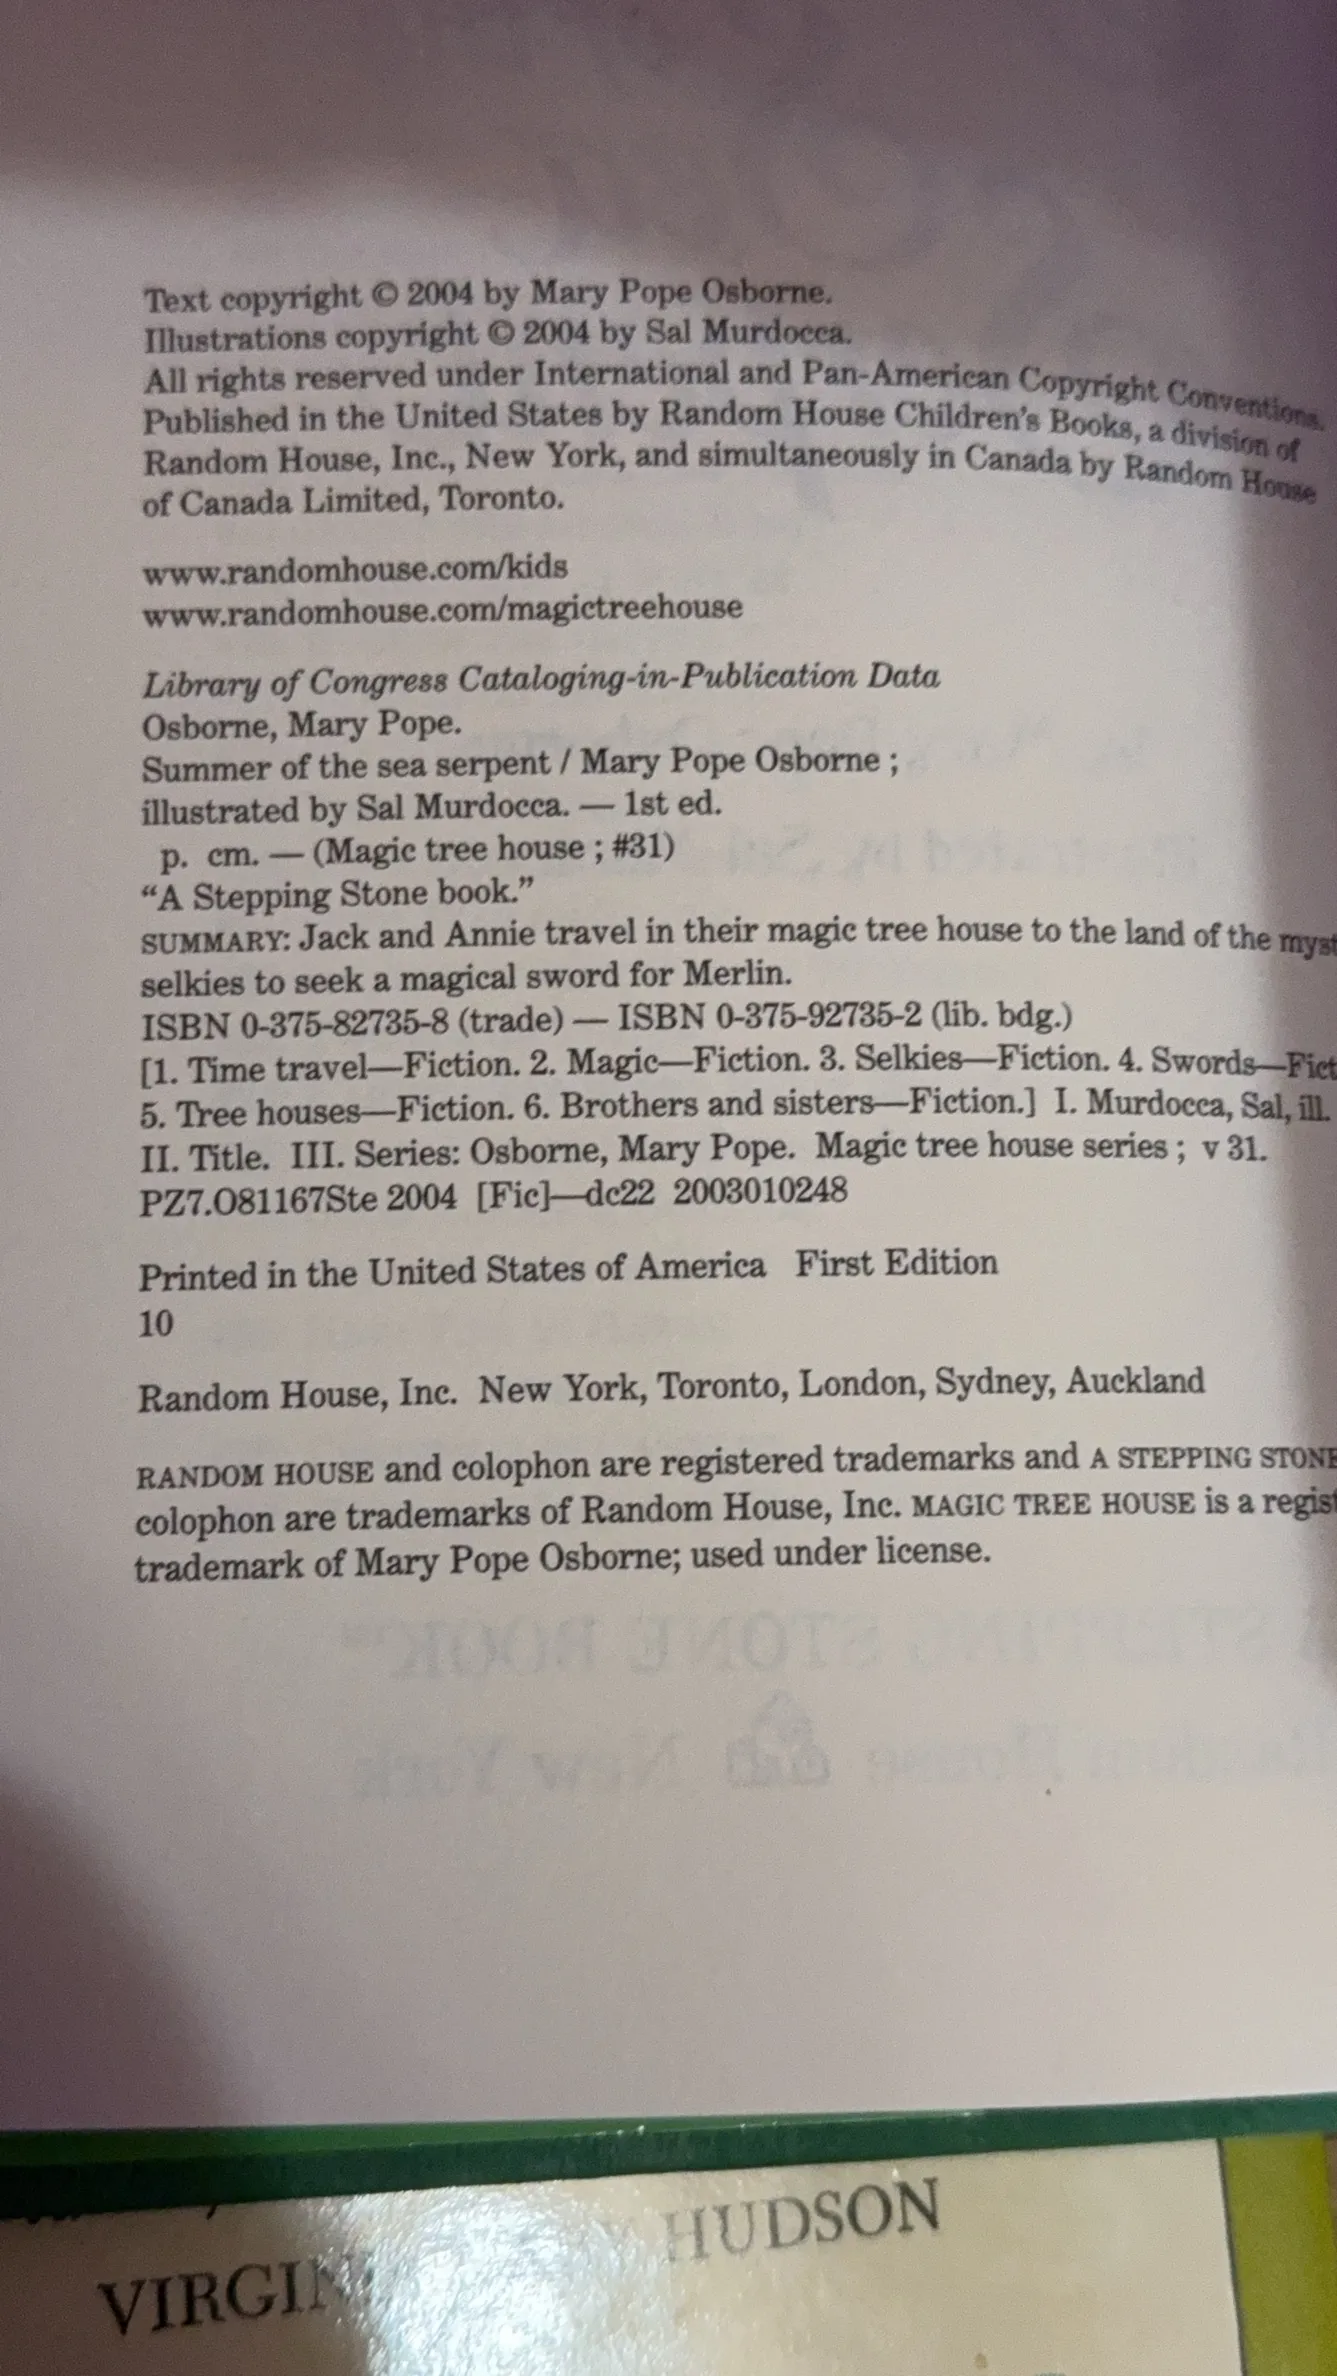 Text copyright © 2004 by Mary Pope Osborne.
Illustrations copyright © 2004 by Sal Murdocca.
All rights reserved under International and Pan-American Copyright Conventions.
Published in the United States by Random House Children's Books, a division of
Random House, Inc., New York, and simultaneously in Canada by Random House
of Canada Limited, Toronto.
www.randomhouse.com/kids
www.randomhouse.com/magictreehouse
Library of Congress Cataloging-in-Publication Data
Osborne, Mary Pope.
Summer of the sea serpent / Mary Pope Osborne ;
illustrated by Sal Murdocca. — 1st ed.
p. cm. — (Magic tree house ; #31)
“A Stepping Stone book.”
SUMMARY: Jack and Annie travel in their magic tree house to the land of the myst
selkies to seek a magical sword for Merlin.
ISBN 0-375-82735-8 (trade) — ISBN 0-375-92735-2 (lib. bdg.)
[1. Time travel—Fiction. 2. Magic—Fiction. 3. Selkies—Fiction. 4. Swords—Fict
5. Tree houses—Fiction. 6. Brothers and sisters—Fiction.] I. Murdocca, Sal, ill.
II. Title. III. Series: Osborne, Mary Pope. Magic tree house series ; v 31.
PZ7.O81167Ste 2004 [Fic]—dc22 2003010248
Printed in the United States of America First Edition
10
Random House, Inc. New York, Toronto, London, Sydney, Auckland
RANDOM HOUSE and colophon are registered trademarks and A STEPPING STONE
colophon are trademarks of Random House, Inc. MAGIC TREE HOUSE is a regist
trademark of Mary Pope Osborne; used under license.
HUDSON